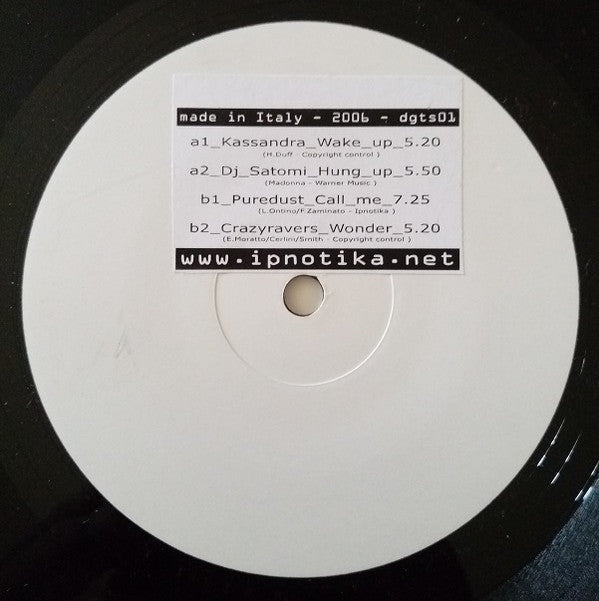 made in Italy - 2006 - dgts01
a1_Kassandra_Wake_up_5.20
(H.Duff - Copyright control )
a2_Dj_Satomi_Hung_up_5.50
(Madonna - Warner Music )
b1_Puredust_Call_me_7.25
(L.Ontino/F.Zaminato - Ipnotika )
b2_Crazyravers_Wonder_5.20
(E.Moratto/Cerlini/Smith - Copyright control )
www.ipnotika.net